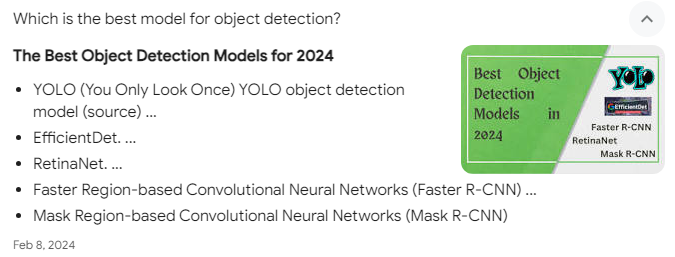 Which is the best model for object detection?
The Best Object Detection Models for 2024
• YOLO (You Only Look Once) YOLO object detection
model (source) ...
• EfficientDet. ...
• RetinaNet. ...
• Faster Region-based Convolutional Neural Networks (Faster R-CNN) ...
• Mask Region-based Convolutional Neural Networks (Mask R-CNN)
Feb 8, 2024
Best Object
Detection
Models in
2024
YOLO
EfficientDet
Faster R-CNN
RetinaNet
Mask R-CNN